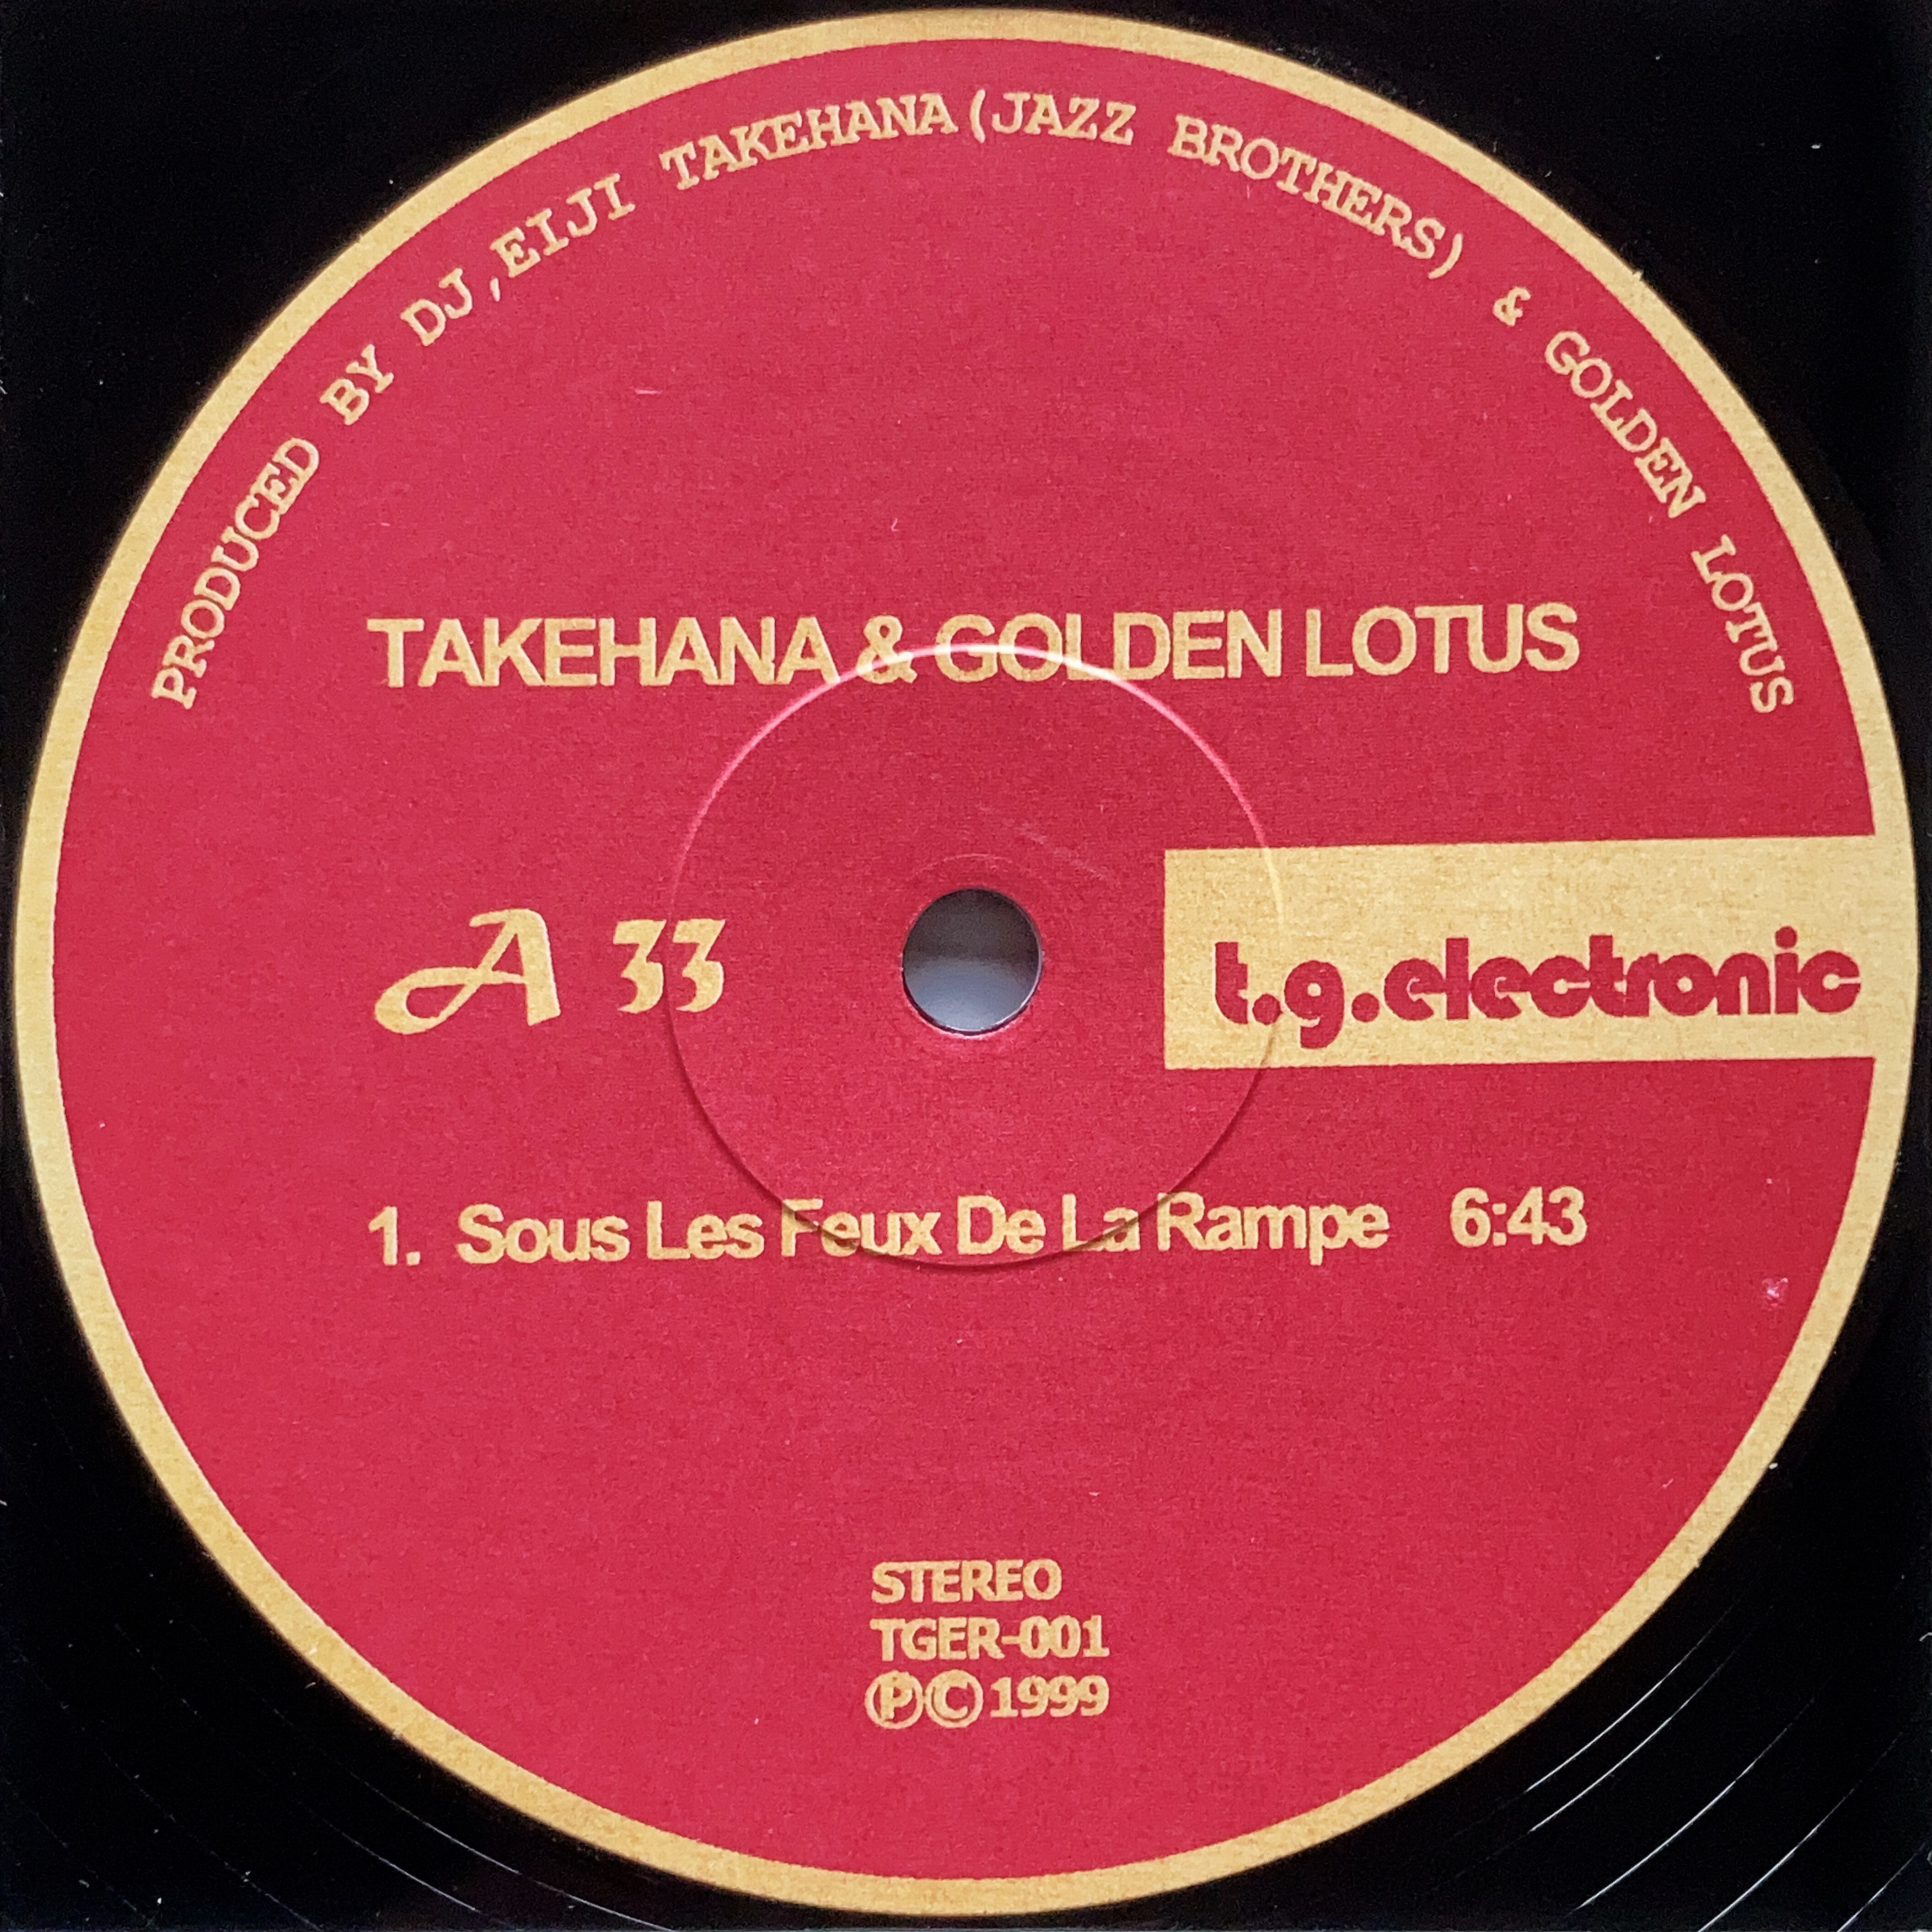 PRODUCED BY DJ,EIJI TAKEHANA(JAZZ BROTHERS) & GOLDEN LOTUS
TAKEHANA & GOLDEN LOTUS
A 33
t.g.electronic
1. Sous Les Feux De La Rampe 6:43
STEREO
TGER-001
℗©1999